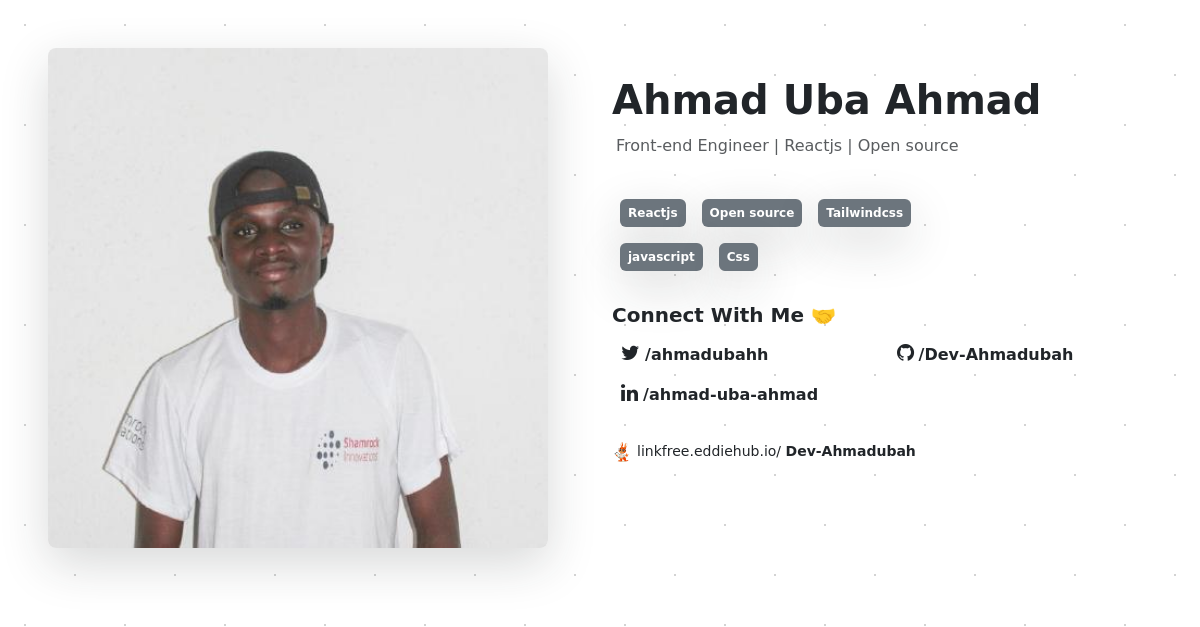 Ahmad Uba Ahmad
Front-end Engineer | Reactjs | Open source
Reactjs Open source Tailwindcss
javascript Css
Connect With Me 🤝
/ahmadubahh /Dev-Ahmadubah
/ahmad-uba-ahmad
linkfree.eddiehub.io/ Dev-Ahmadubah
Shamrock
Innovations